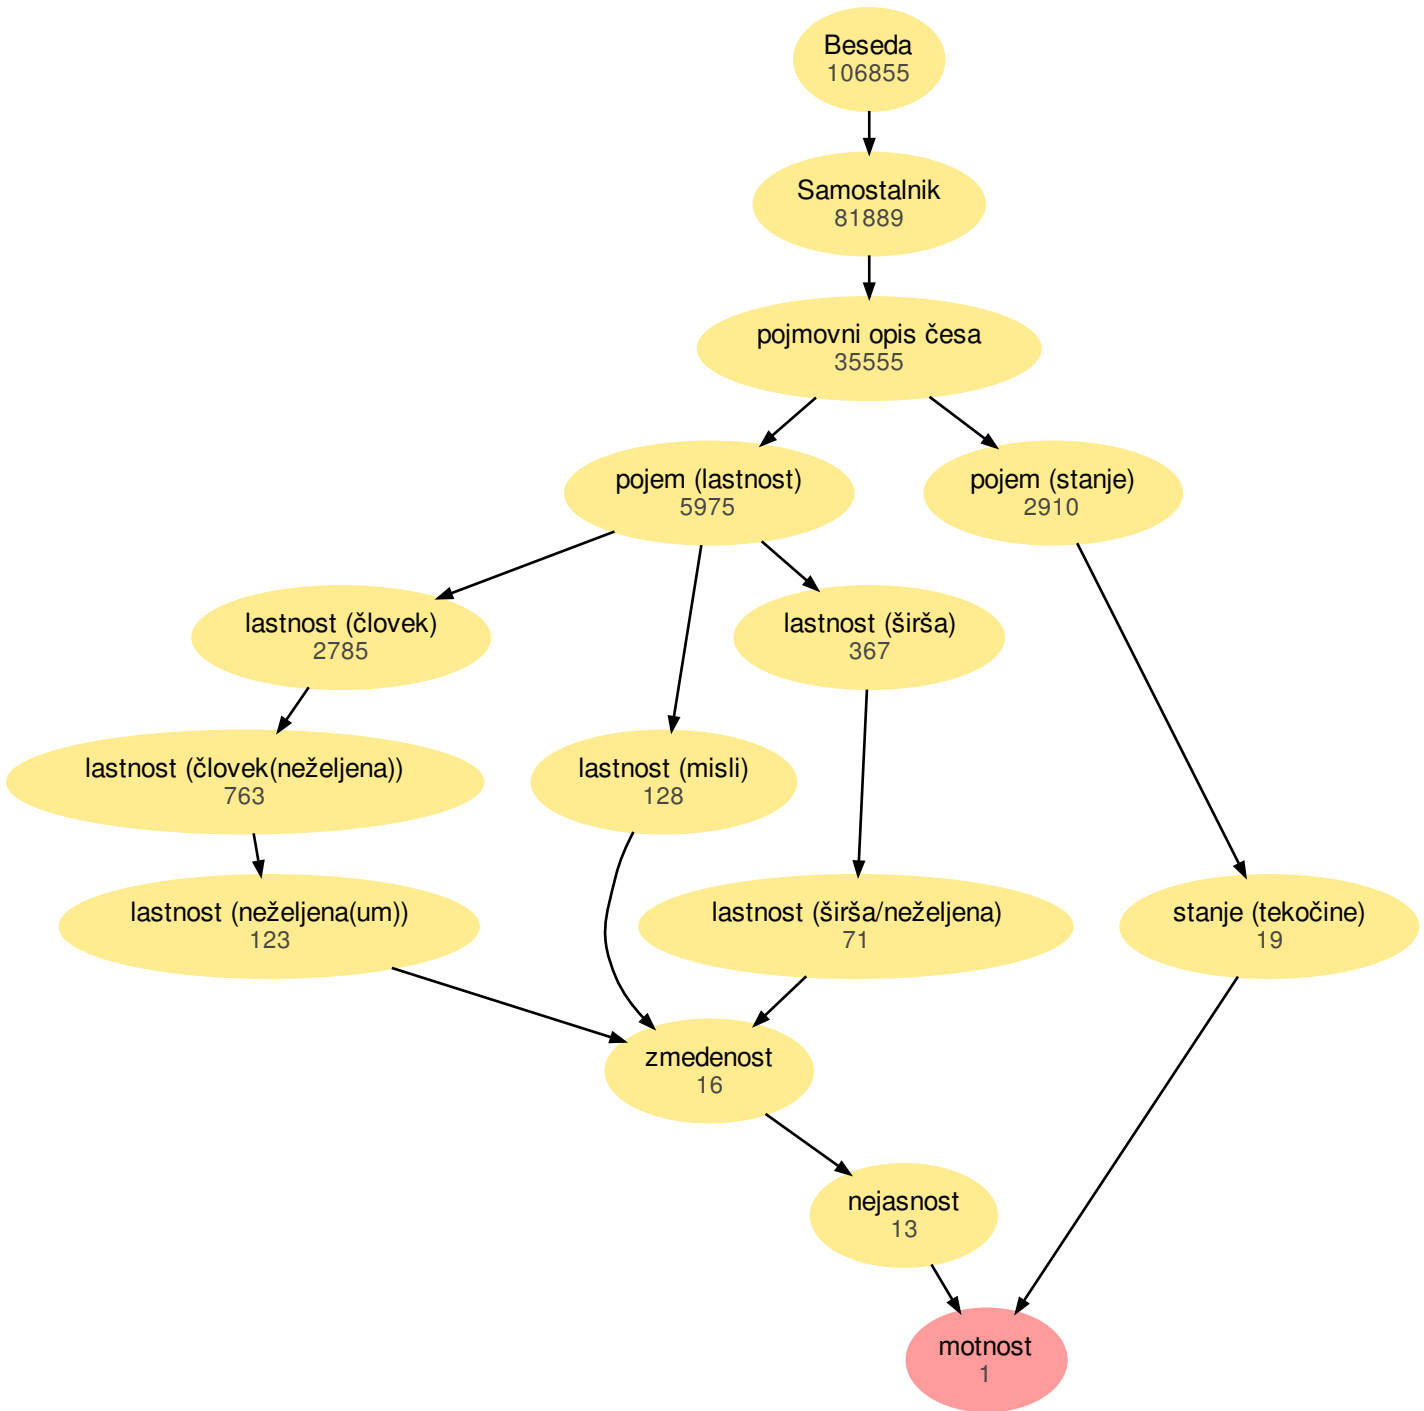 Beseda
106855
Samostalnik
81889
pojmovni opis česa
35555
pojem (lastnost)
5975
pojem (stanje)
2910
lastnost (človek)
2785
lastnost (širša)
367
lastnost (človek(neželjena))
763
lastnost (misli)
128
lastnost (neželjena(um))
123
lastnost (širša/neželjena)
71
stanje (tekočine)
19
zmedenost
16
nejasnost
13
motnost
1